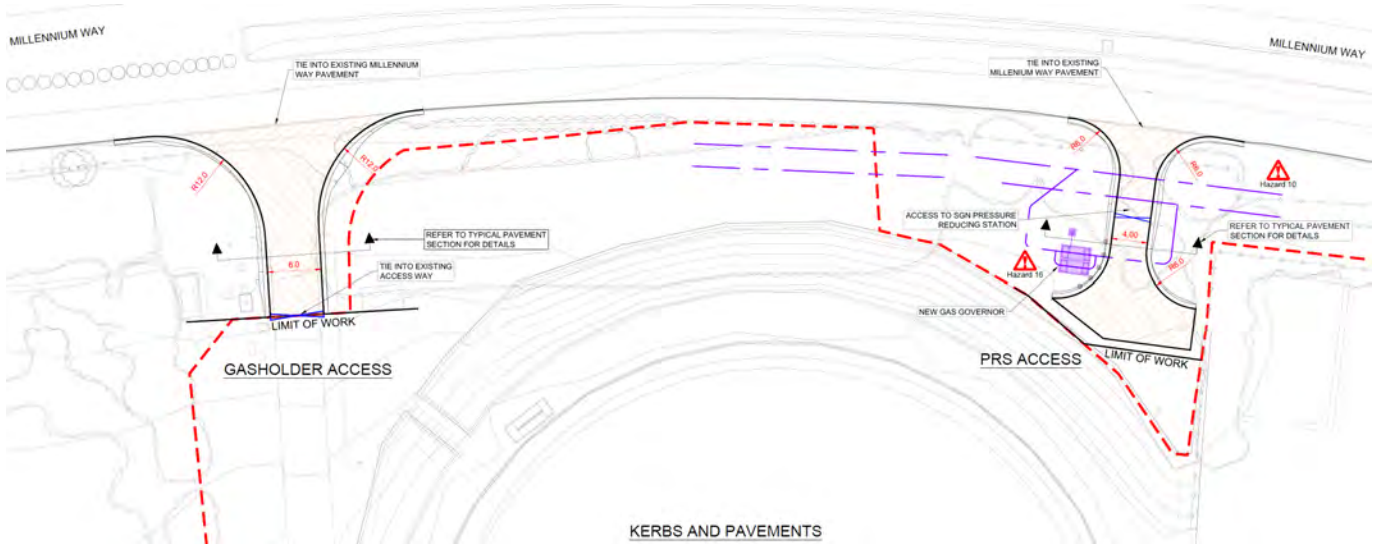 MILLENNIUM WAY
MILLENNIUM WAY
TIE INTO EXISTING MILLENNIUM
WAY PAVEMENT
TIE INTO EXISTING
MILLENIUM WAY PAVEMENT
R12.0
R12.0
R6.0
R6.0
Hazard 10
ACCESS TO SGN PRESSURE
REDUCING STATION
REFER TO TYPICAL PAVEMENT
SECTION FOR DETAILS
4.00
REFER TO TYPICAL PAVEMENT
SECTION FOR DETAILS
6.0
TIE INTO EXISTING
ACCESS WAY
Hazard 16
R6.0
NEW GAS GOVERNOR
LIMIT OF WORK
GASHOLDER ACCESS
PRS ACCESS
LIMIT OF WORK
KERBS AND PAVEMENTS